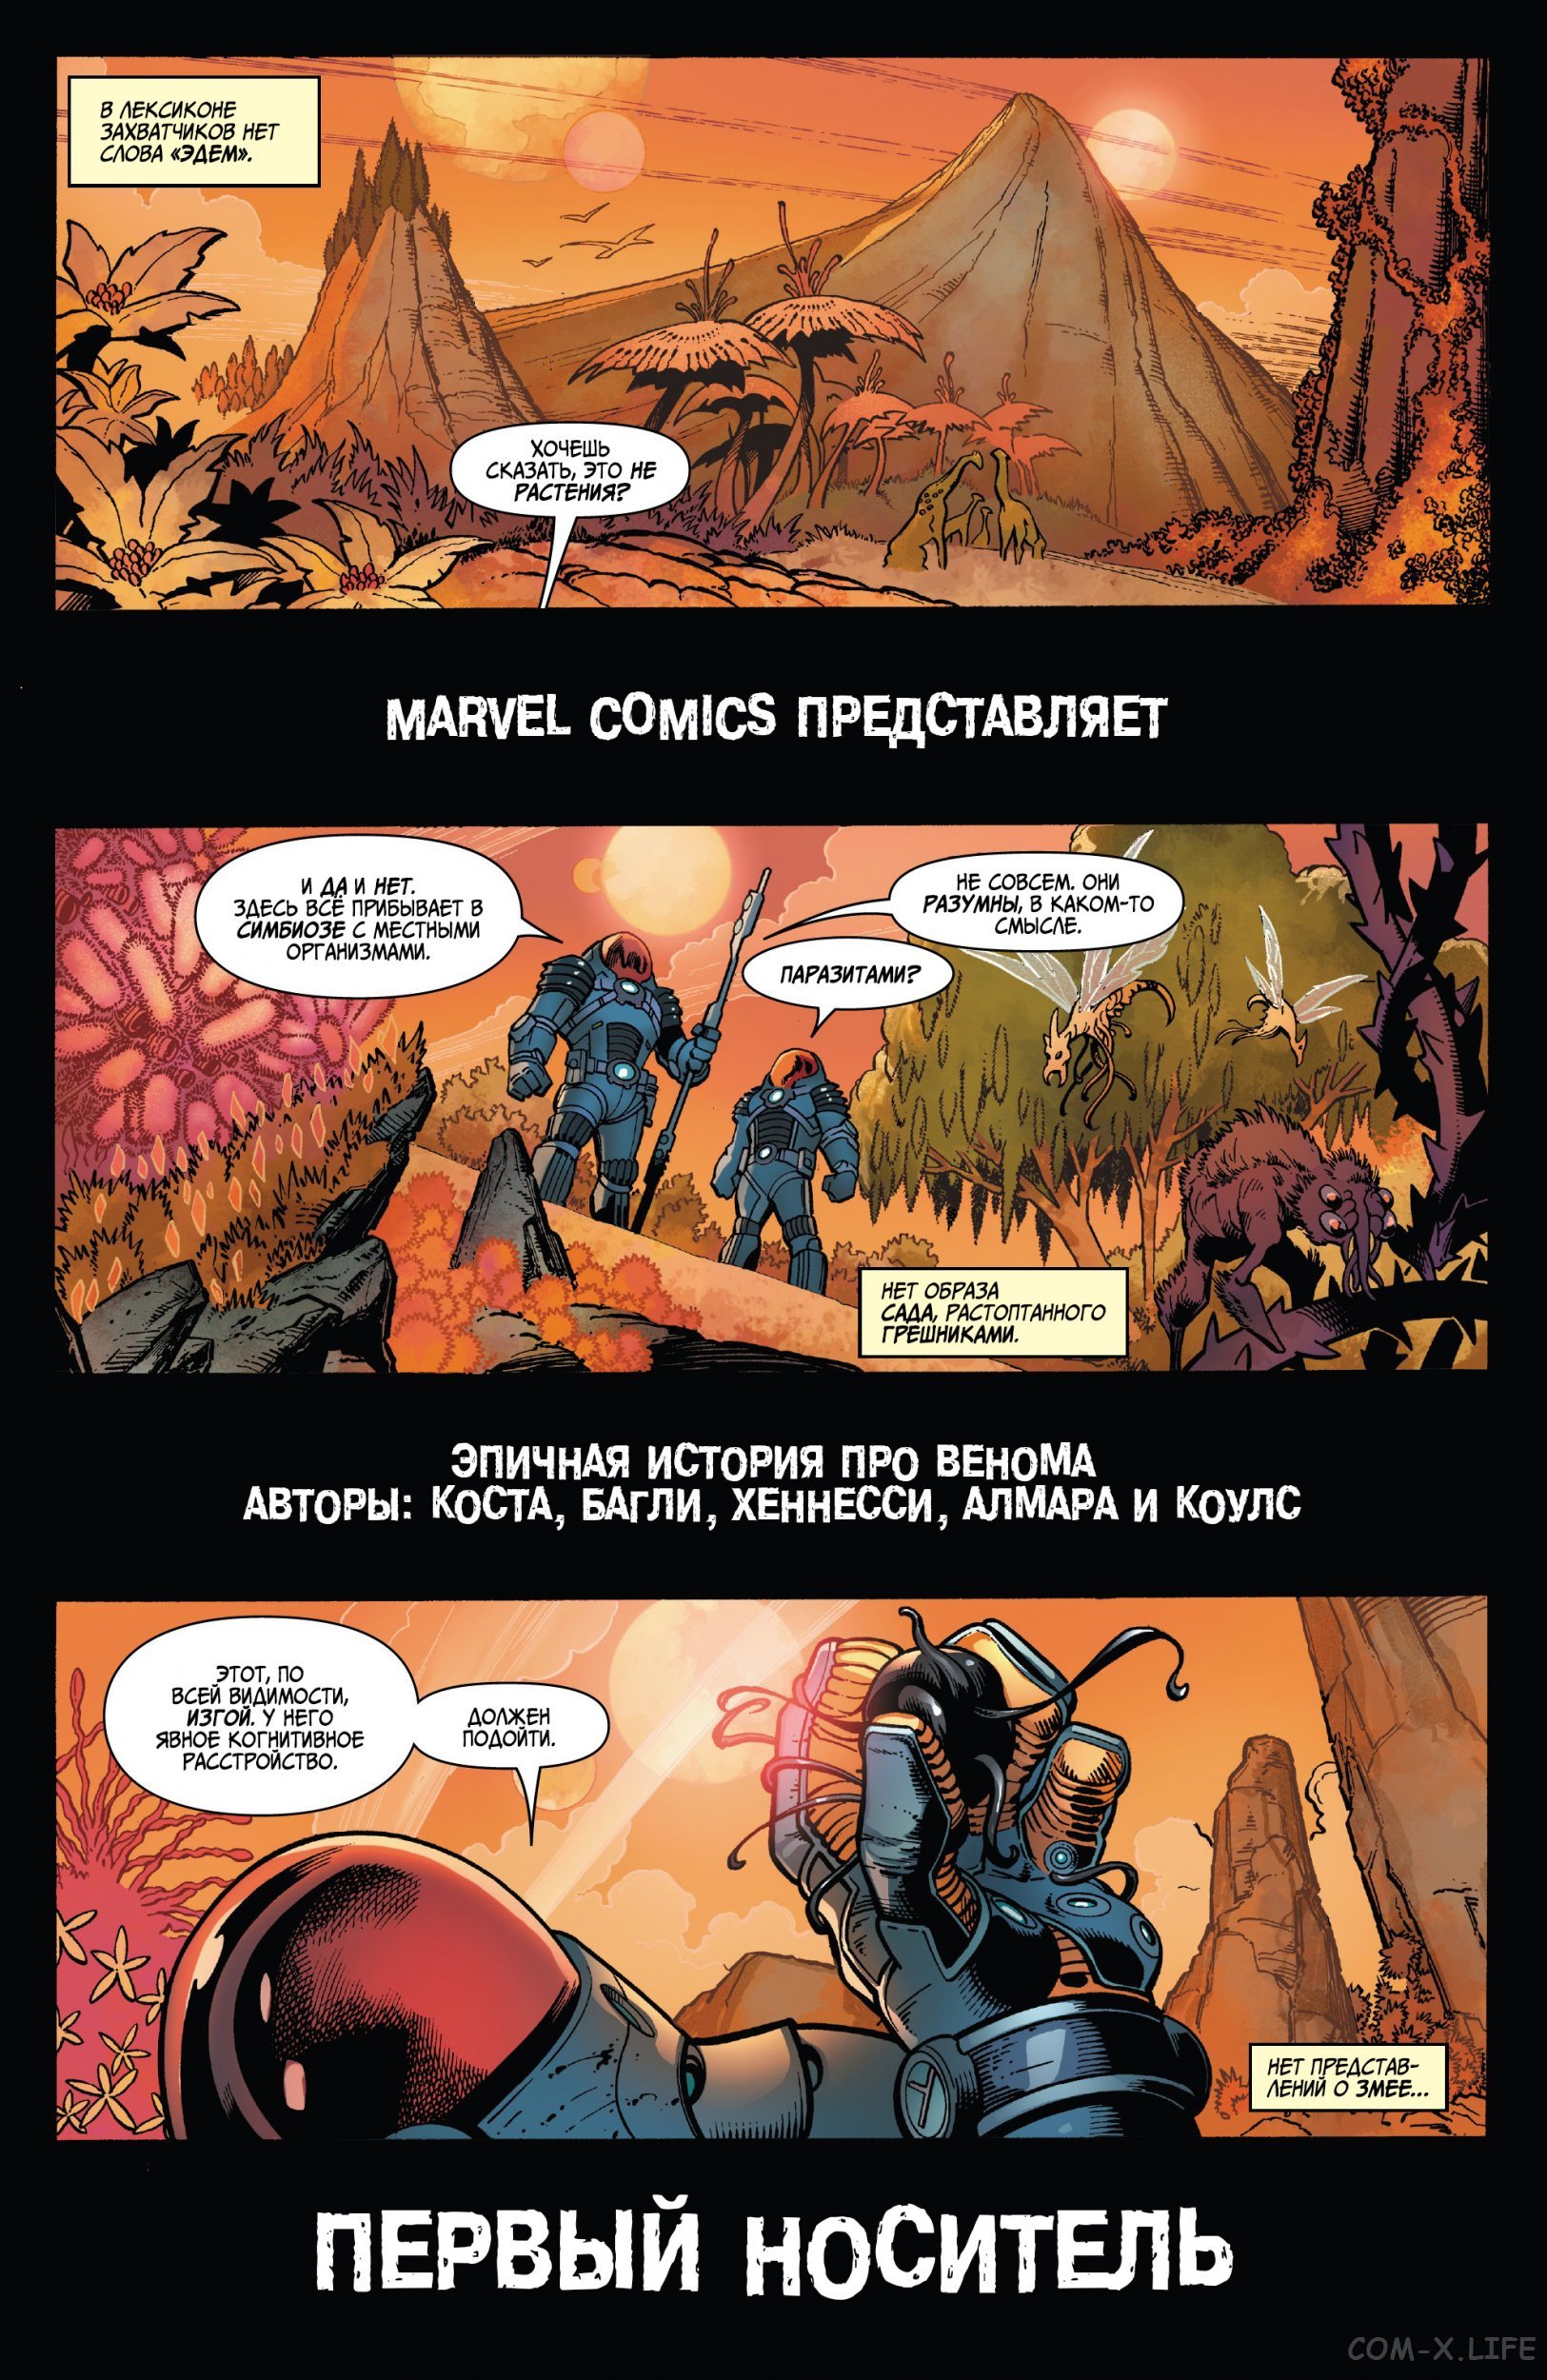 В ЛЕКСИКОНЕ
ЗАХВАТЧИКОВ НЕТ
СЛОВА «ЭДЕМ».
ХОЧЕШЬ
СКАЗАТЬ, ЭТО НЕ
РАСТЕНИЯ?
MARVEL COMICS ПРЕДСТАВЛЯЕТ
И ДА И НЕТ.
ЗДЕСЬ ВСЁ ПРИБЫВАЕТ В
СИМБИОЗЕ С МЕСТНЫМИ
ОРГАНИЗМАМИ.
ПАРАЗИТАМИ?
НЕ СОВСЕМ. ОНИ
РАЗУМНЫ, В КАКОМ-ТО
СМЫСЛЕ.
НЕТ ОБРАЗА
САДА, РАСТОПТАННОГО
ГРЕШНИКАМИ.
ЭПИЧНАЯ ИСТОРИЯ ПРО ВЕНОМА
АВТОРЫ: КОСТА, БАГЛИ, ХЕННЕССИ, АЛМАРА И КОУЛС
ЭТОТ, ПО
ВСЕЙ ВИДИМОСТИ,
ИЗГОЙ. У НЕГО
ЯВНОЕ КОГНИТИВНОЕ
РАССТРОЙСТВО.
ДОЛЖЕН
ПОДОЙТИ.
НЕТ ПРЕДСТАВ-
ЛЕНИЙ О ЗМЕЕ...
ПЕРВЫЙ НОСИТЕЛЬ
COM-X.LIFE